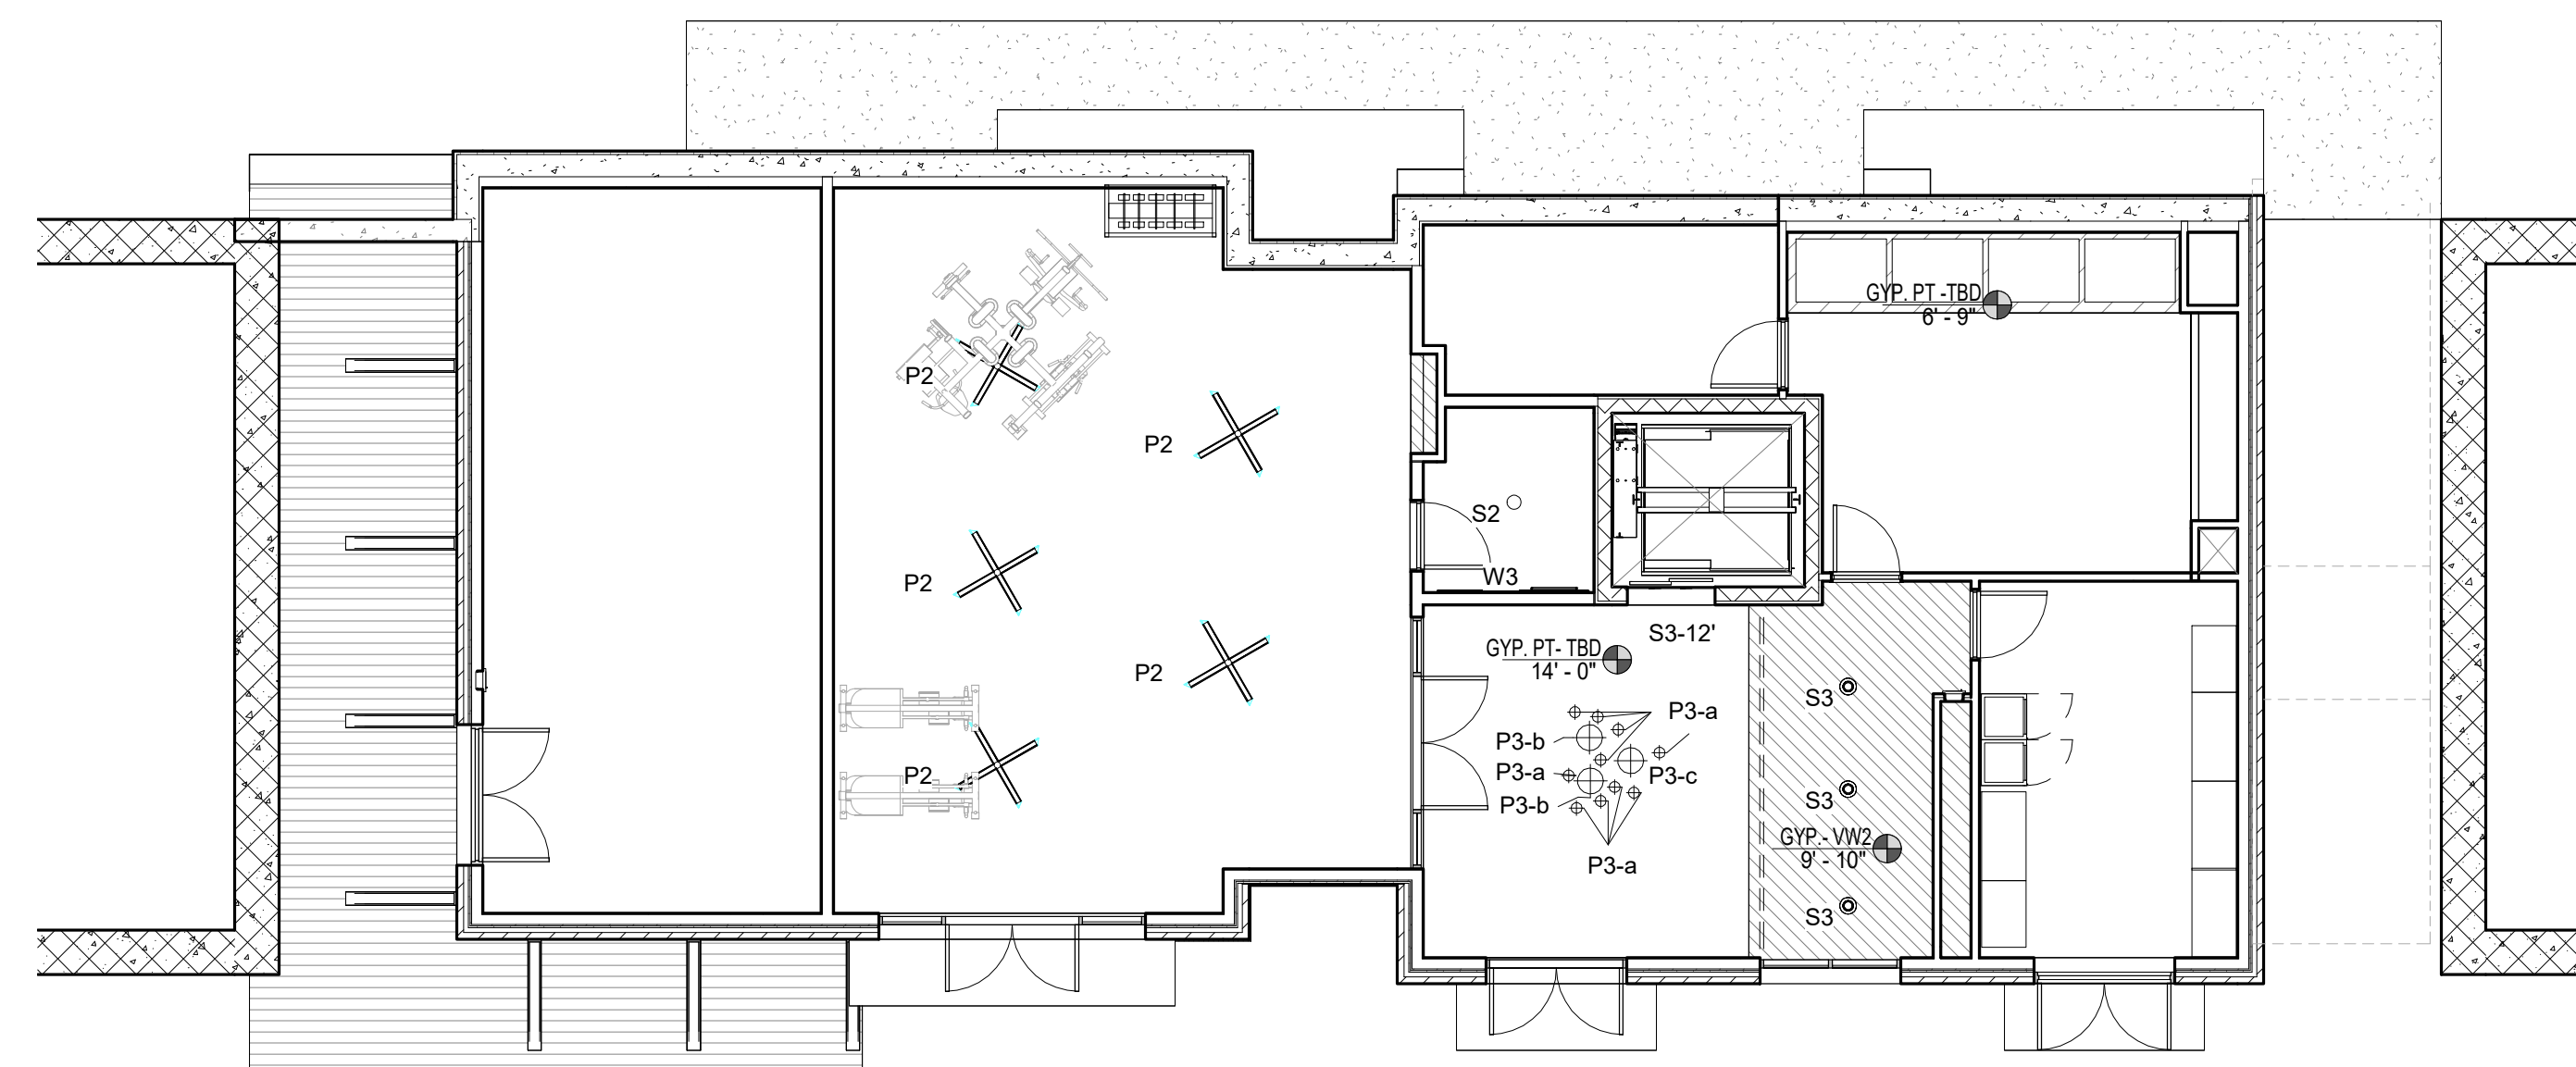 GYP. PT -TBD
6' - 9"
P2
P2
S2
P2
W3
S3-12'
GYP. PT- TBD
14' - 0"
P2
S3
P3-a
P3-b
P2
P3-a
P3-c
P3-b
S3
GYP.- VW2
9' - 10"
P3-a
S3